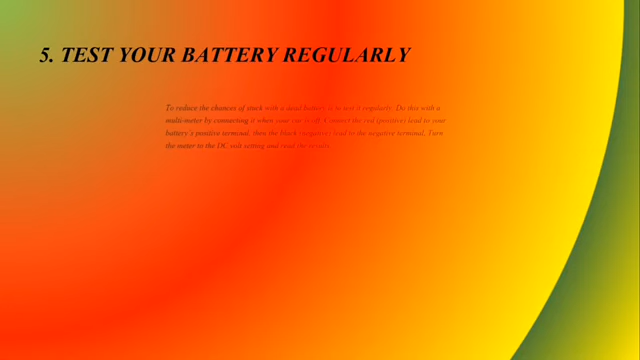 5. TEST YOUR BATTERY REGULARLY
To reduce the chances of stuck with a dead battery is to test it regularly. Do this with a
multi-meter by connecting it when your car is off. Connect the red (positive) lead to your
battery's positive terminal, then the black (negative) lead to the negative terminal. Turn
the meter to the DC volt setting and read the results.